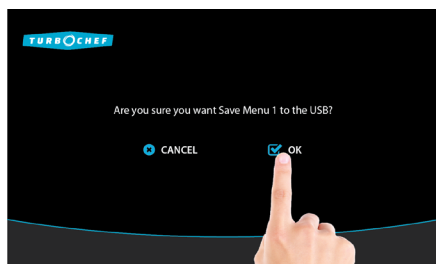 TURBOCHEF
Are you sure you want Save Menu 1 to the USB?
CANCEL
OK